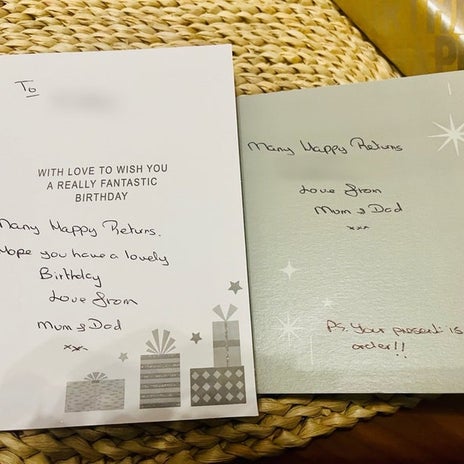 To
WITH LOVE TO WISH YOU
A REALLY FANTASTIC
BIRTHDAY
Many Happy Returns.
Hope you have a lovely
Birthday
Love from
Mum & Dad
xxx
Many Happy Returns
Love from
Mum & Dad
xxx
Ps. Your present is
order!!